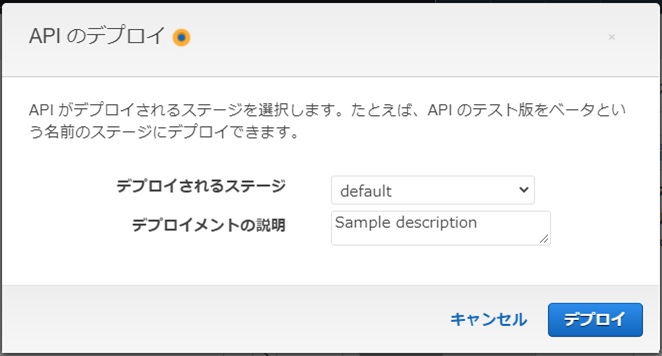 API のデプロイ
×
API がデプロイされるステージを選択します。たとえば、API のテスト版をベータとい
う名前のステージにデプロイできます。
デプロイされるステージ default
デプロイメントの説明 Sample description
キャンセル デプロイ